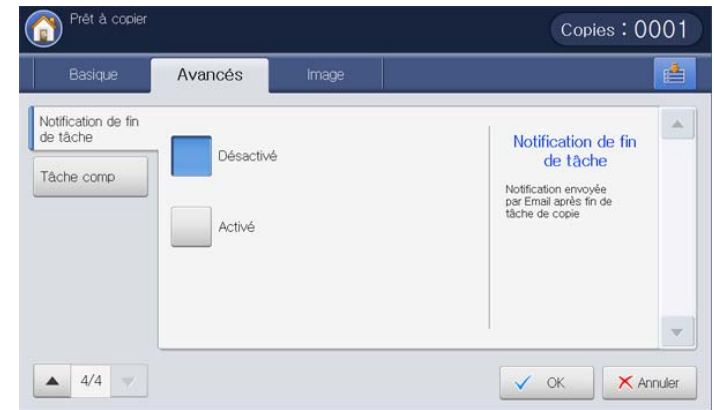 Prêt à copier
Copies : 0001
Basique
Avancés
Image
Notification de fin
de tâche
Tâche comp
Désactivé
Activé
Notification de fin
de tâche
Notification envoyée
par Email après fin de
tâche de copie
4/4
OK
Annuler